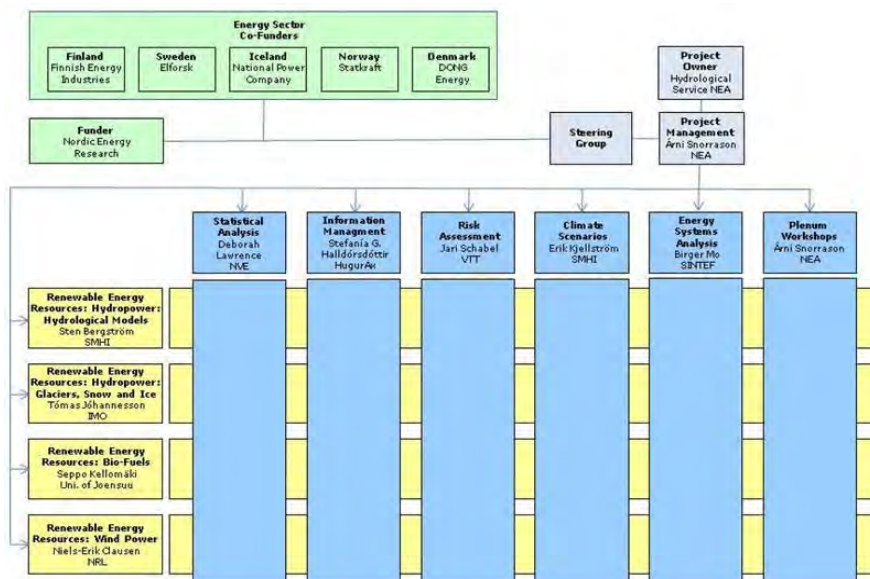 Energy Sector
Co-Funders
Finland
Finnish Energy
Industries
Sweden
Elforsk
Iceland
National Power
Company
Norway
Statkraft
Denmark
DONG
Energy
Project
Owner
Hydrological
Service NEA
Funder
Nordic Energy
Research
Steering
Group
Project
Management
Árni Snorrason
NEA
Statistical
Analysis
Deborah
Lawrence
NVE
Information
Managment
Stefanía G.
Halldórsdóttir
HugurAx
Risk
Assessment
Jari Schabel
VTT
Climate
Scenarios
Erik Kjellström
SMHI
Energy
Systems
Analysis
Birger Mo
SINTEF
Plenum
Workshops
Árni Snorrason
NEA
Renewable Energy
Resources: Hydropower:
Hydrological Models
Sten Bergström
SMHI
Renewable Energy
Resources: Hydropower:
Glaciers, Snow and Ice
Tómas Jóhannesson
IMO
Renewable Energy
Resources: Bio-Fuels
Seppo Kellomäki
Uni. of Joensuu
Renewable Energy
Resources: Wind Power
Niels-Erik Clausen
NRL